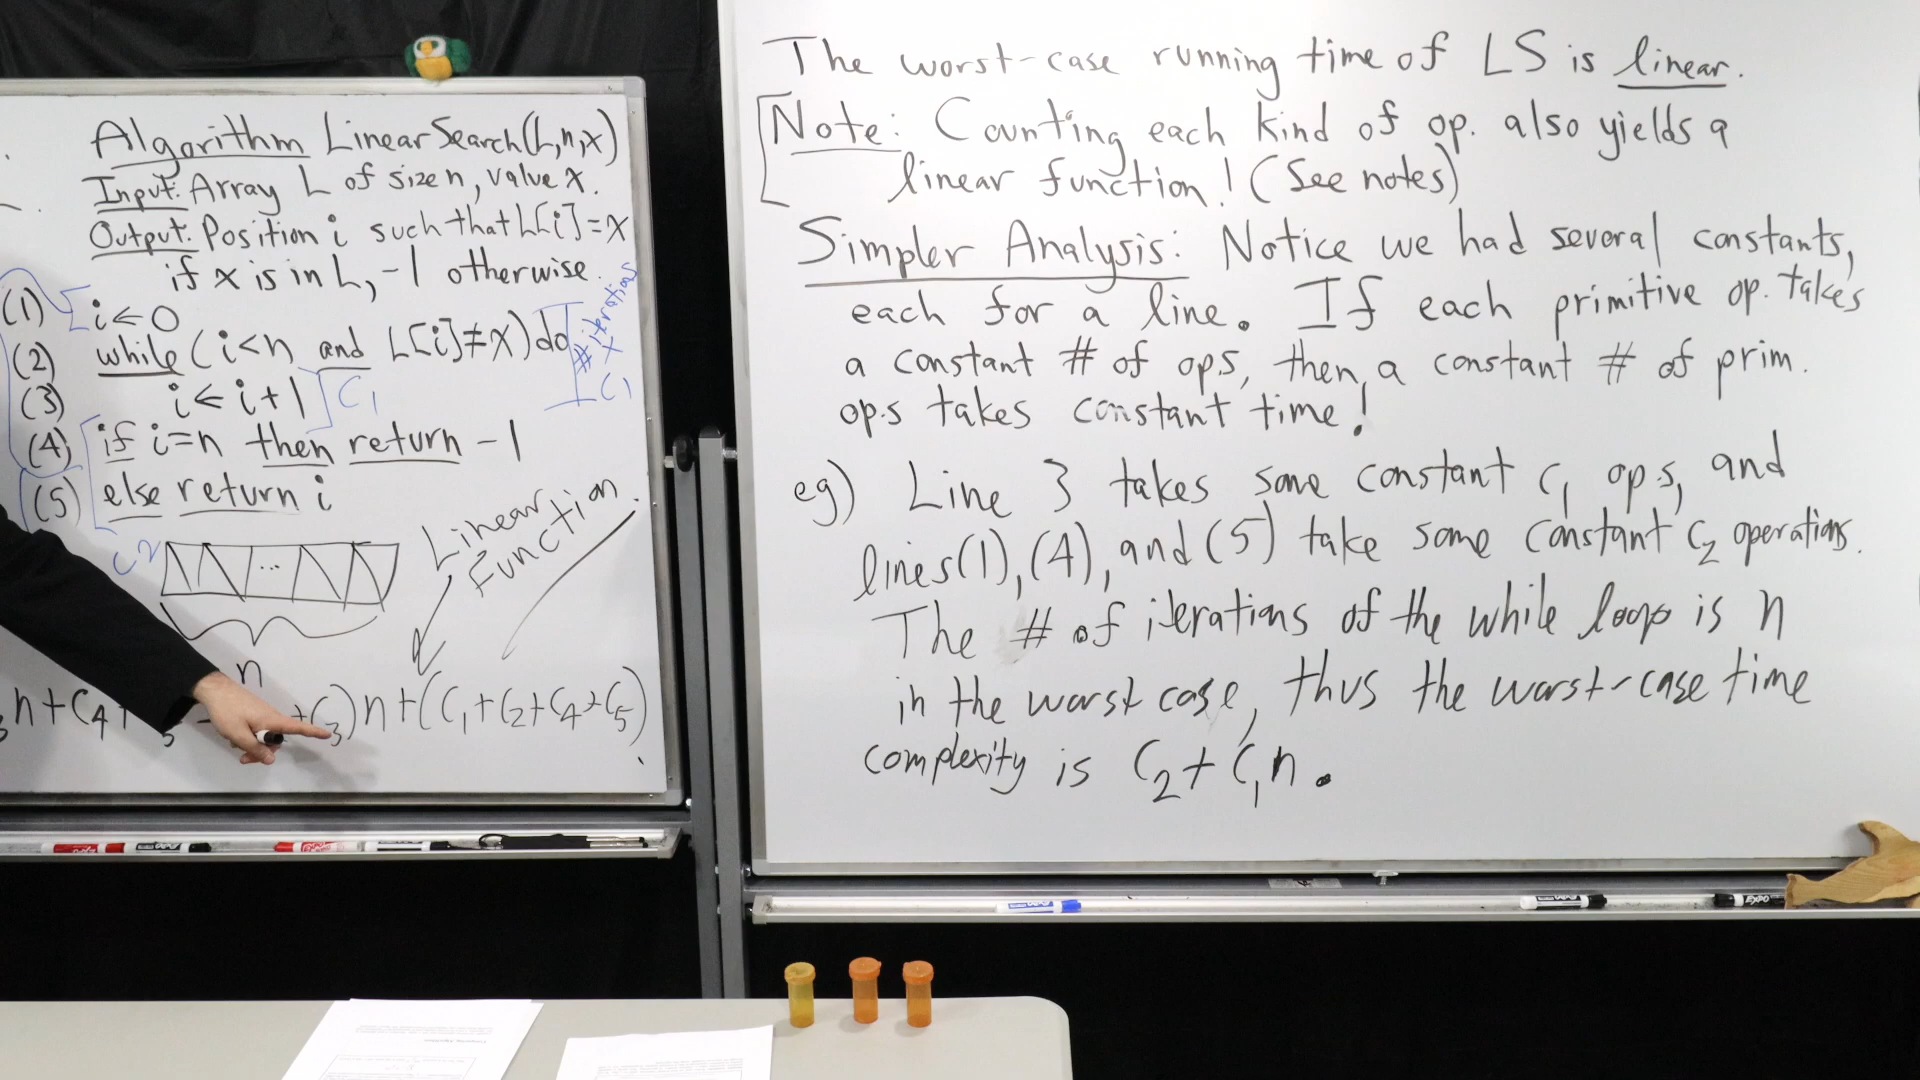 Algorithm LinearSearch(L,n,x)
Input: Array L of size n, value x.
Output: Position i such that L[i]=x
if x is in L, -1 otherwise.
(1) i ← 0
(2) while (i<n and L[i]≠x) do
(3) i ← i+1 C1
(4) if i=n then return -1
(5) else return i
# iterations
×
C1
C2
...
n
Linear
Function.
3n+C4+
5
+C3)n+(C1+C2+C4+C5)
The worst-case running time of LS is linear.
Note: Counting each kind of op. also yields a
linear function! (See notes)
Simpler Analysis: Notice we had several constants,
each for a line. If each primitive op. takes
a constant # of ops, then a constant # of prim.
op.s takes constant time!
eg) Line 3 takes some constant C1 op.s, and
lines (1), (4), and (5) take some constant C2 operations.
The # of iterations of the while loop is n
in the worst case, thus the worst-case time
complexity is C2+C1n.
EXPO